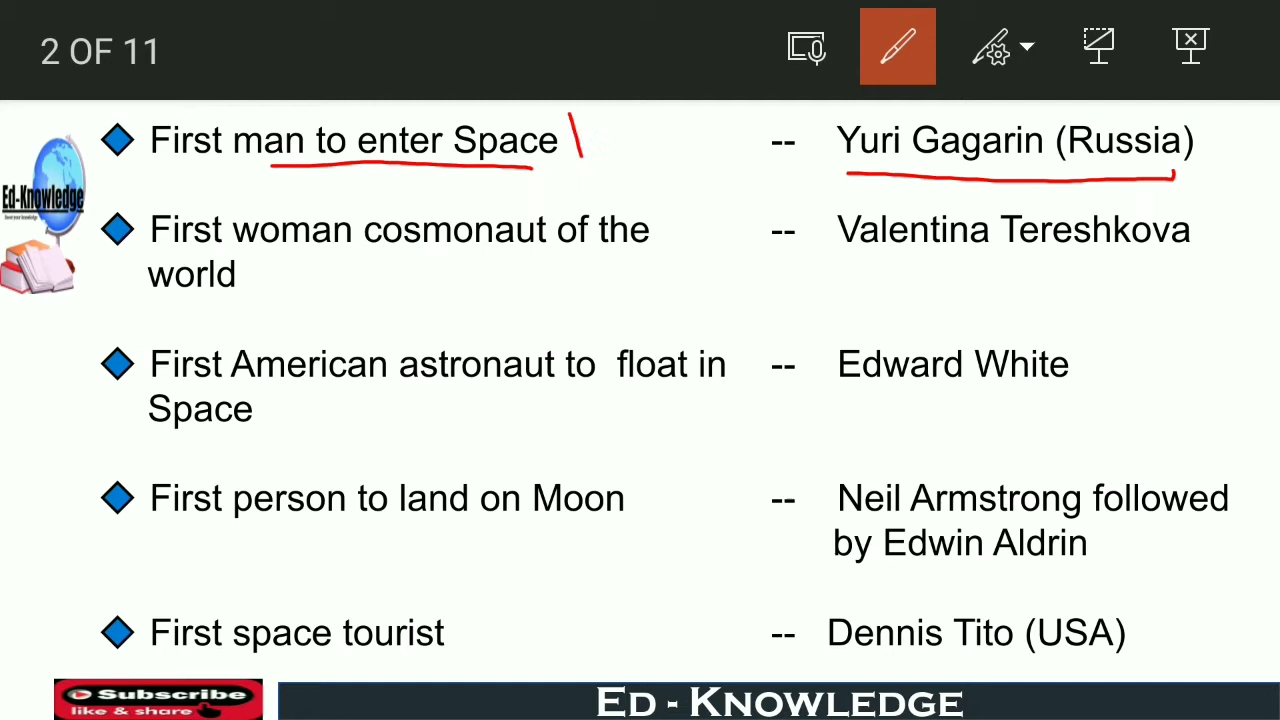 2 OF 11
First man to enter Space -- Yuri Gagarin (Russia)
First woman cosmonaut of the -- Valentina Tereshkova
world
First American astronaut to float in -- Edward White
Space
First person to land on Moon -- Neil Armstrong followed
by Edwin Aldrin
First space tourist -- Dennis Tito (USA)
Ed-Knowledge
Subscribe
like & share
ED - KNOWLEDGE